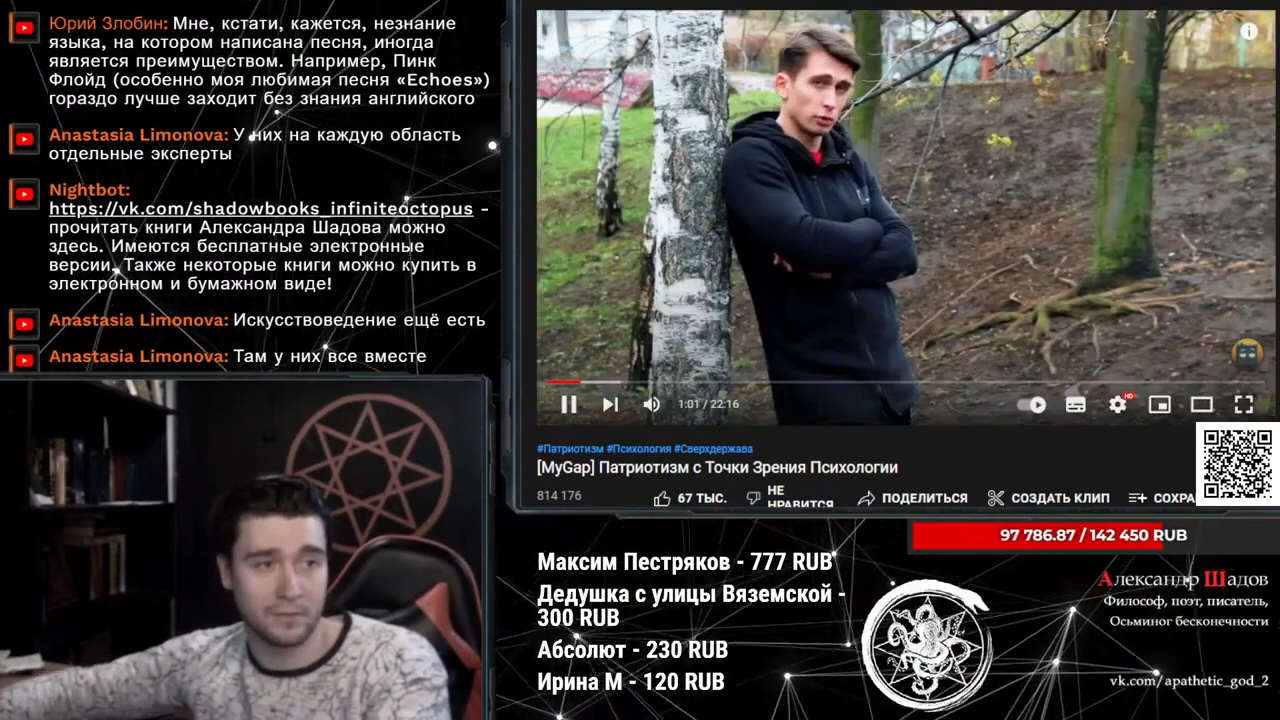 Юрий Злобин: Мне, кстати, кажется, незнание
языка, на котором написана песня, иногда
является преимуществом. Например, Пинк
Флойд (особенно моя любимая песня «Echoes»)
гораздо лучше заходит без знания английского
Anastasia Limonova: У них на каждую область
отдельные эксперты
Nightbot:
https://vk.com/shadowbooks_infiniteoctopus -
прочитать книги Александра Шадова можно
здесь. Имеются бесплатные электронные
версии. Также некоторые книги можно купить в
электронном и бумажном виде!
Anastasia Limonova: Искусствоведение ещё есть
Anastasia Limonova: Там у них все вместе
1:01 / 22:16
HD
#Патриотизм #Психология #Сверхдержава
[MyGap] Патриотизм с Точки Зрения Психологии
814 176
67 ТЫС.
НЕ
НРАВИТСЯ
ПОДЕЛИТЬСЯ
СОЗДАТЬ КЛИП
СОХРА
97 786.87 / 142 450 RUB
Максим Пестряков - 777 RUB
Дедушка с улицы Вяземской -
300 RUB
Абсолют - 230 RUB
Ирина М - 120 RUB
Александр Шадов
Философ, поэт, писатель,
Осьминог бесконечности
vk.com/apathetic_god_2